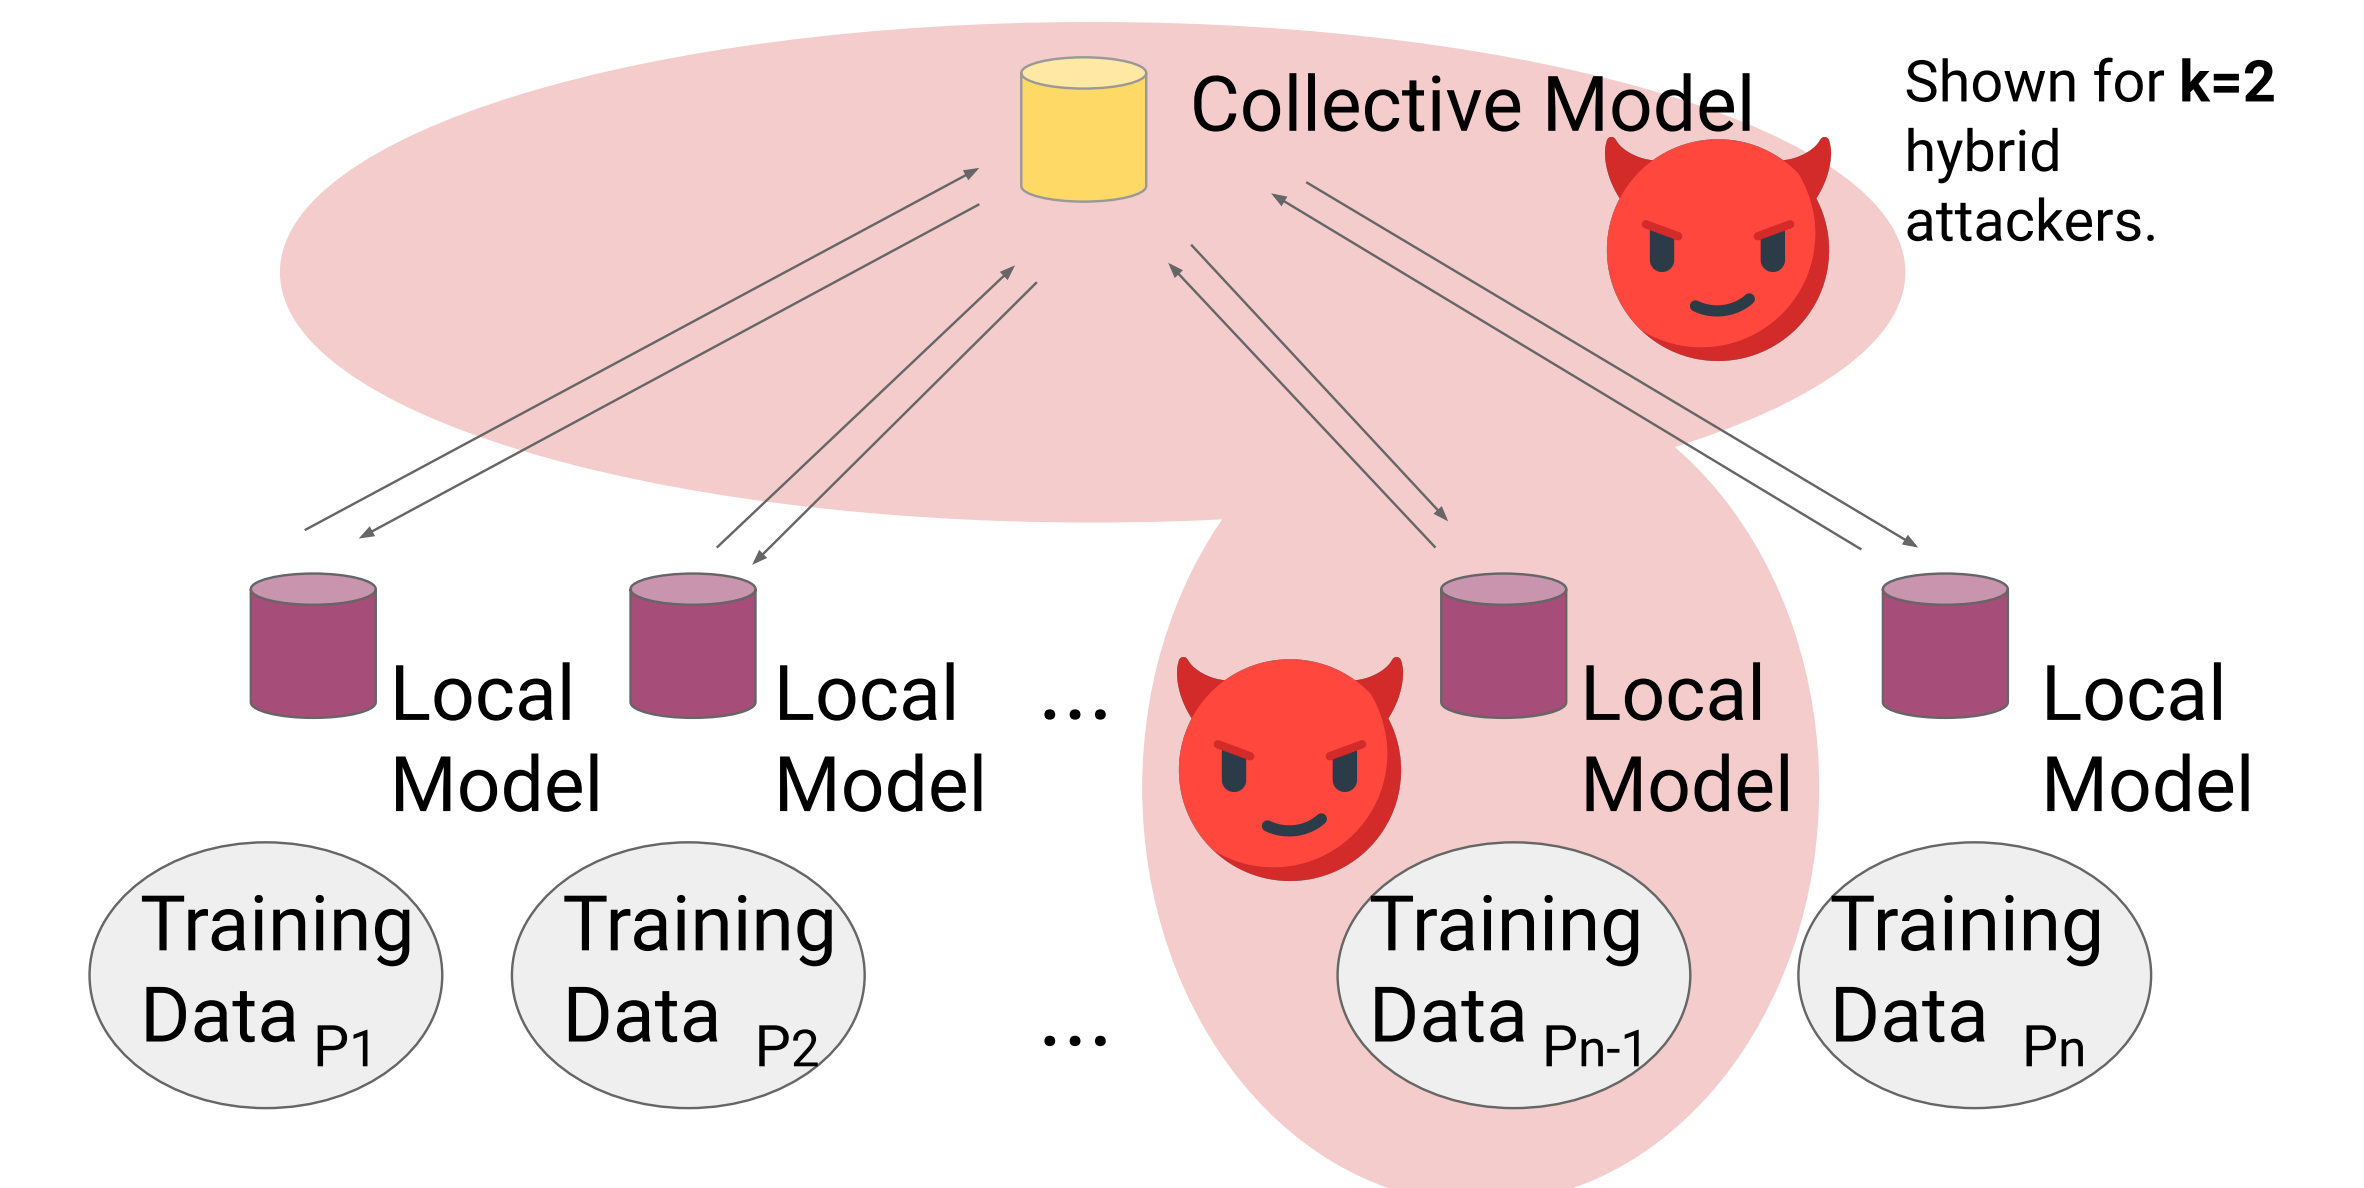 Collective Model
Shown for k=2
hybrid
attackers.
Local
Model
Local
Model
...
Local
Model
Local
Model
Training
Data P1
Training
Data P2
...
Training
Data Pn-1
Training
Data Pn